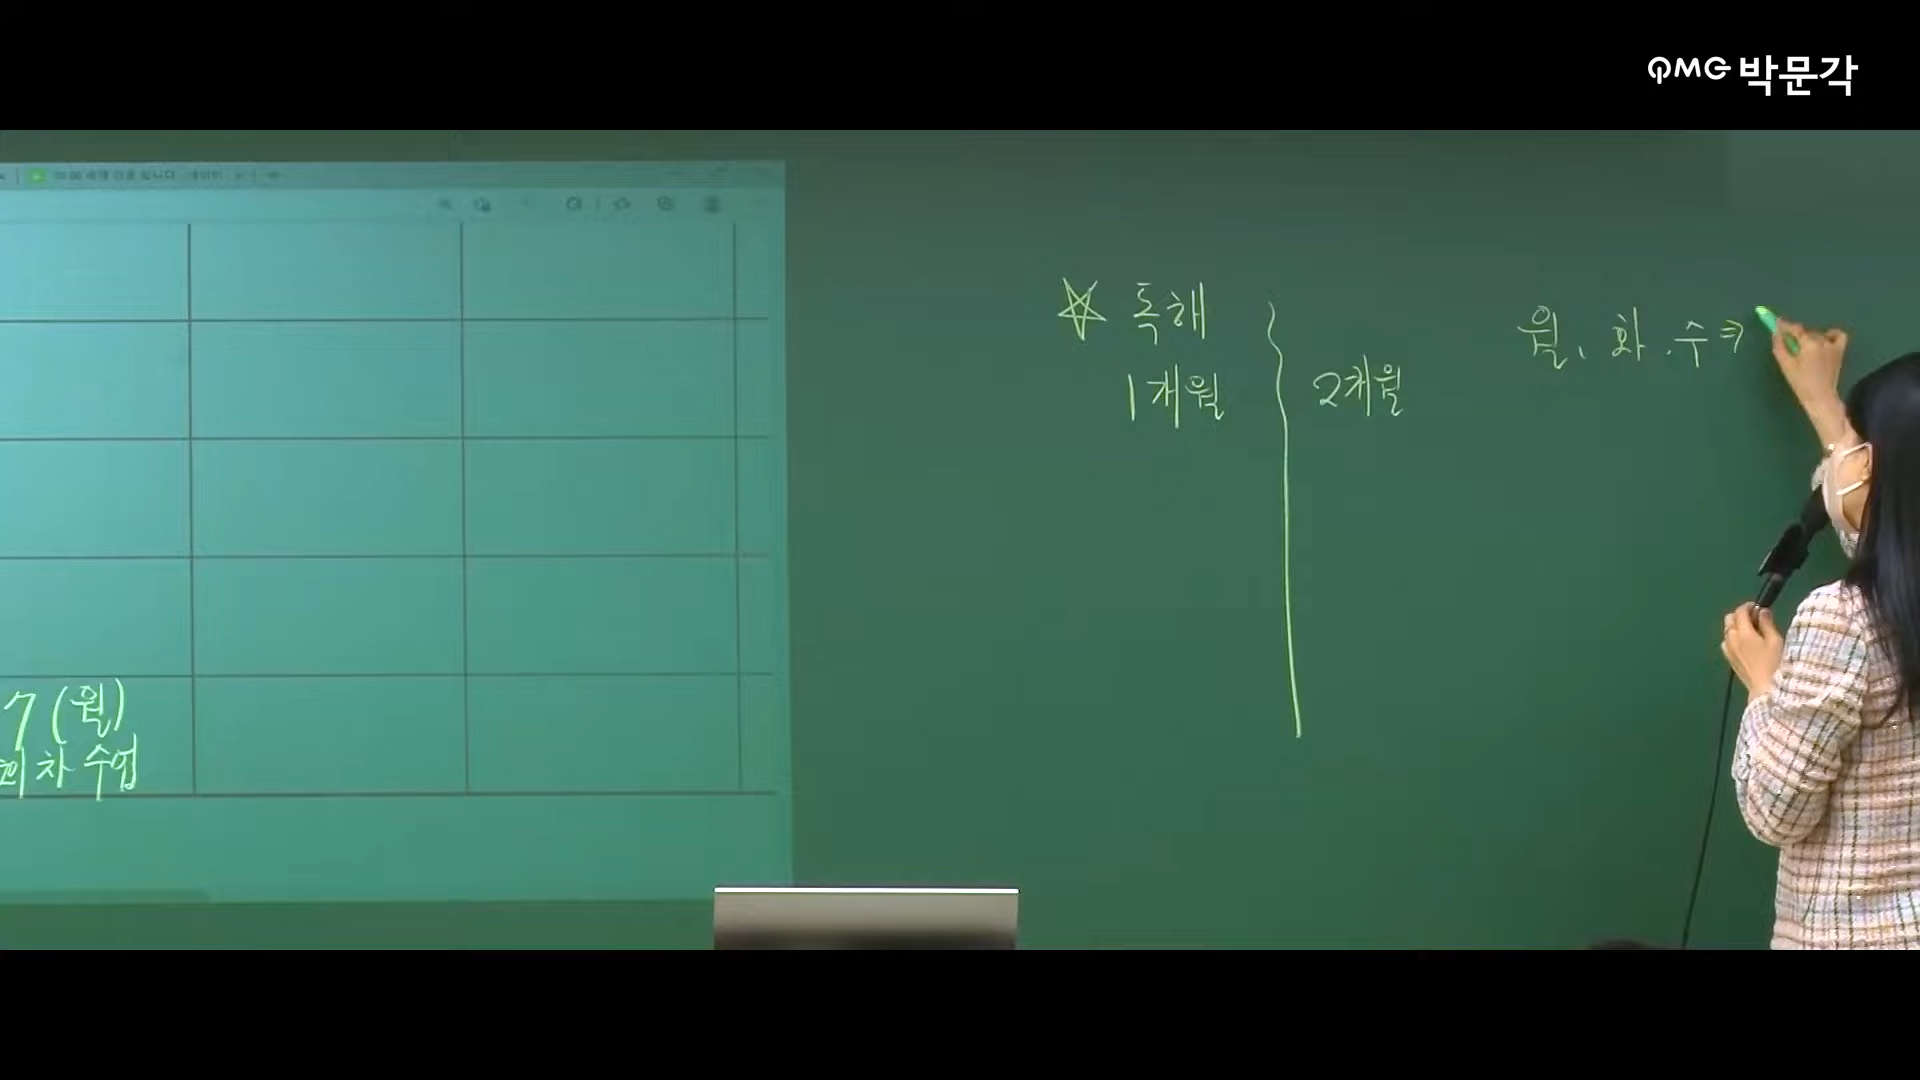 PMG 박문각
☆ 독해
1개월
2개월
월, 화.수⇒
7 (월)
차 수업